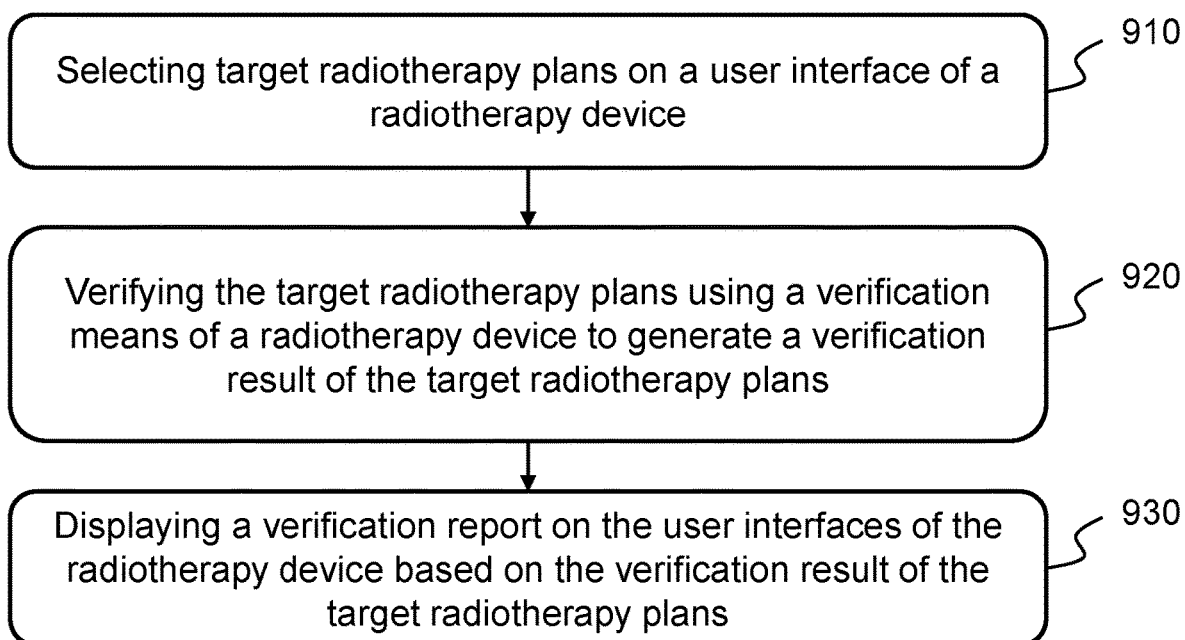 Selecting target radiotherapy plans on a user interface of a
radiotherapy device
910
Verifying the target radiotherapy plans using a verification
means of a radiotherapy device to generate a verification
result of the target radiotherapy plans
920
Displaying a verification report on the user interfaces of the
radiotherapy device based on the verification result of the
target radiotherapy plans
930